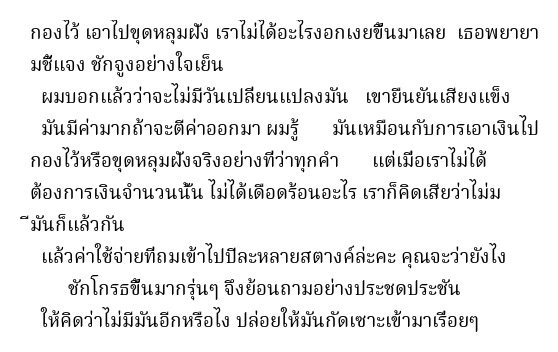 กองไว้ เอาไปขุดหลุมฝัง เราไม่ได้อะไรงอกเงยขึ้นมาเลย เธอพยายา
มชี้แจง ชักจูงอย่างใจเย็น
ผมบอกแล้วว่าจะไม่มีวันเปลี่ยนแปลงมัน เขายืนยันเสียงแข็ง
มันมีค่ามากถ้าจะตีค่าออกมา ผมรู้ มันเหมือนกับการเอาเงินไป
กองไว้หรือขุดหลุมฝังจริงอย่างที่ว่าทุกคำ แต่เมื่อเราไม่ได้
ต้องการเงินจำนวนนั้น ไม่ได้เดือดร้อนอะไร เราก็คิดเสียว่าไม่ม
ีมันก็แล้วกัน
แล้วค่าใช้จ่ายที่ถมเข้าไปปีละหลายสตางค์ล่ะคะ คุณจะว่ายังไง
ชักโกรธขึ้นมากรุ่นๆ จึงย้อนถามอย่างประชดประชัน
ให้คิดว่าไม่มีมันอีกหรือไง ปล่อยให้มันกัดเซาะเข้ามาเรื่อยๆ